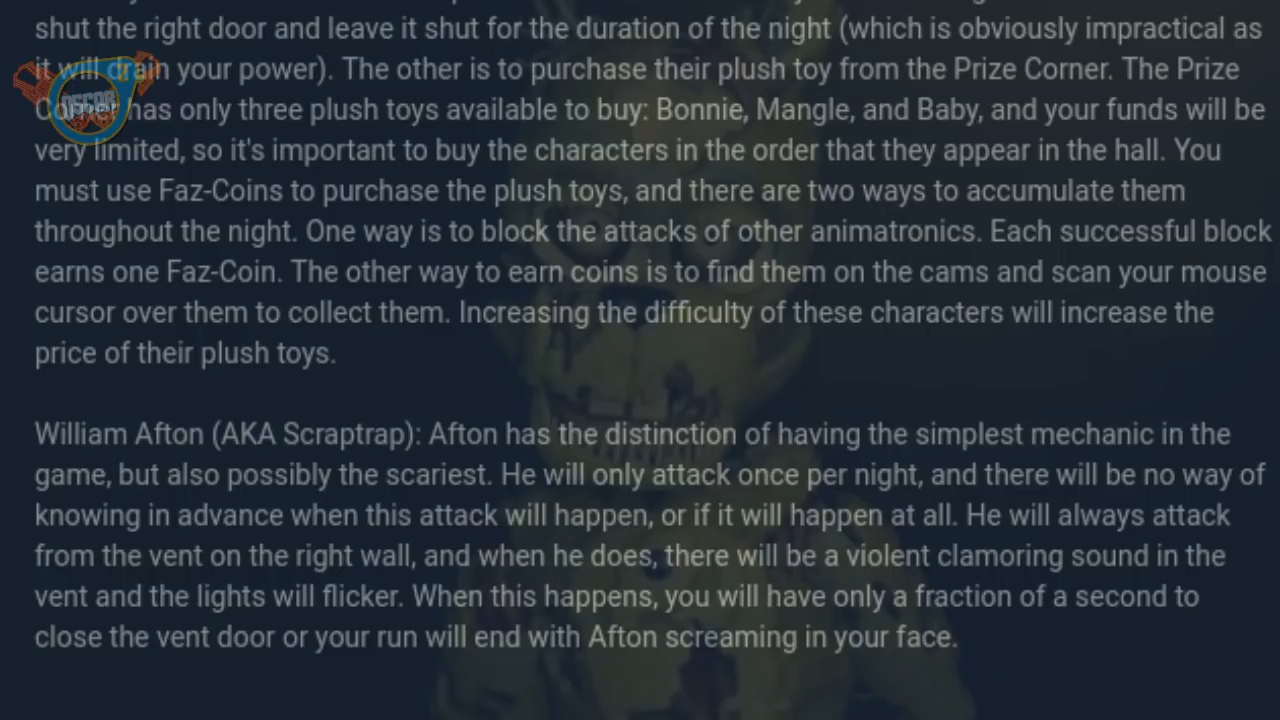 shut the right door and leave it shut for the duration of the night (which is obviously impractical as
it will drain your power). The other is to purchase their plush toy from the Prize Corner. The Prize
Corner has only three plush toys available to buy: Bonnie, Mangle, and Baby, and your funds will be
very limited, so it's important to buy the characters in the order that they appear in the hall. You
must use Faz-Coins to purchase the plush toys, and there are two ways to accumulate them
throughout the night. One way is to block the attacks of other animatronics. Each successful block
earns one Faz-Coin. The other way to earn coins is to find them on the cams and scan your mouse
cursor over them to collect them. Increasing the difficulty of these characters will increase the
price of their plush toys.
William Afton (AKA Scraptrap): Afton has the distinction of having the simplest mechanic in the
game, but also possibly the scariest. He will only attack once per night, and there will be no way of
knowing in advance when this attack will happen, or if it will happen at all. He will always attack
from the vent on the right wall, and when he does, there will be a violent clamoring sound in the
vent and the lights will flicker. When this happens, you will have only a fraction of a second to
close the vent door or your run will end with Afton screaming in your face.